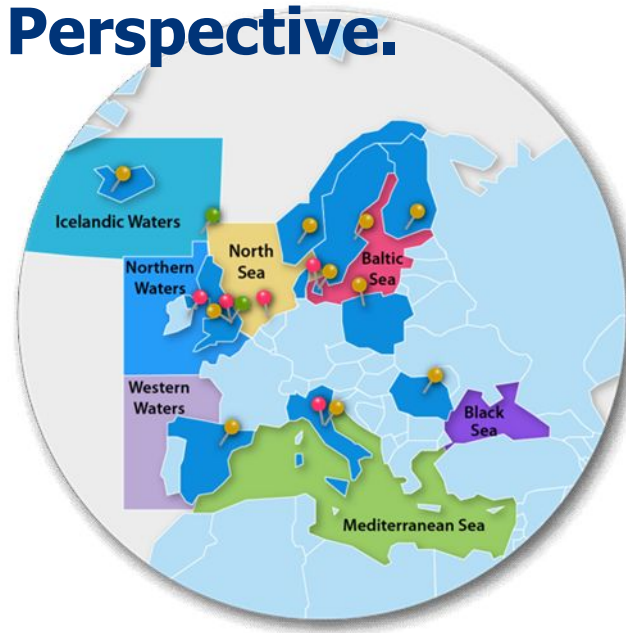 Perspective.
Icelandic Waters
North
Sea
Northern
Waters
Baltic
Sea
Western
Waters
Black
Sea
Mediterranean Sea